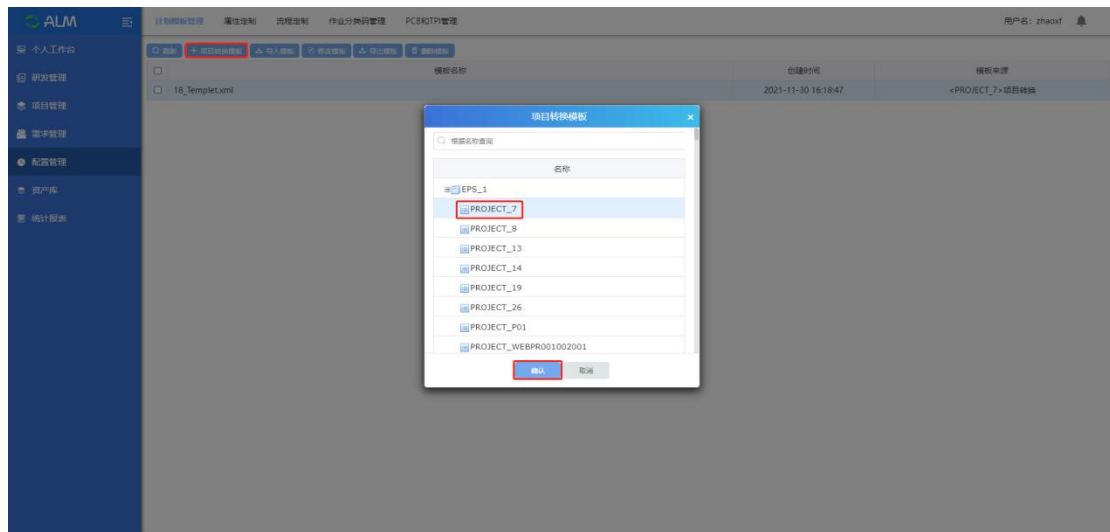 ALM
计划模板管理 属性定制 流程定制 作业分类码管理 PCB和TPI管理 用户名: zhaoxf
个人工作台
研发管理
项目管理
需求管理
配置管理
资产库
统计报表
刷新 项目转换模板 导入模板 修改模板 导出模板 删除模板
模板名称 创建时间 模板来源
18_Templet.xml 2021-11-30 16:18:47 <PROJECT_7>项目转换
项目转换模板 ×
根据名称查询
名称
EPS_1
PROJECT_7
PROJECT_8
PROJECT_13
PROJECT_14
PROJECT_19
PROJECT_26
PROJECT_P01
PROJECT_WEBPR001002001
确认 取消